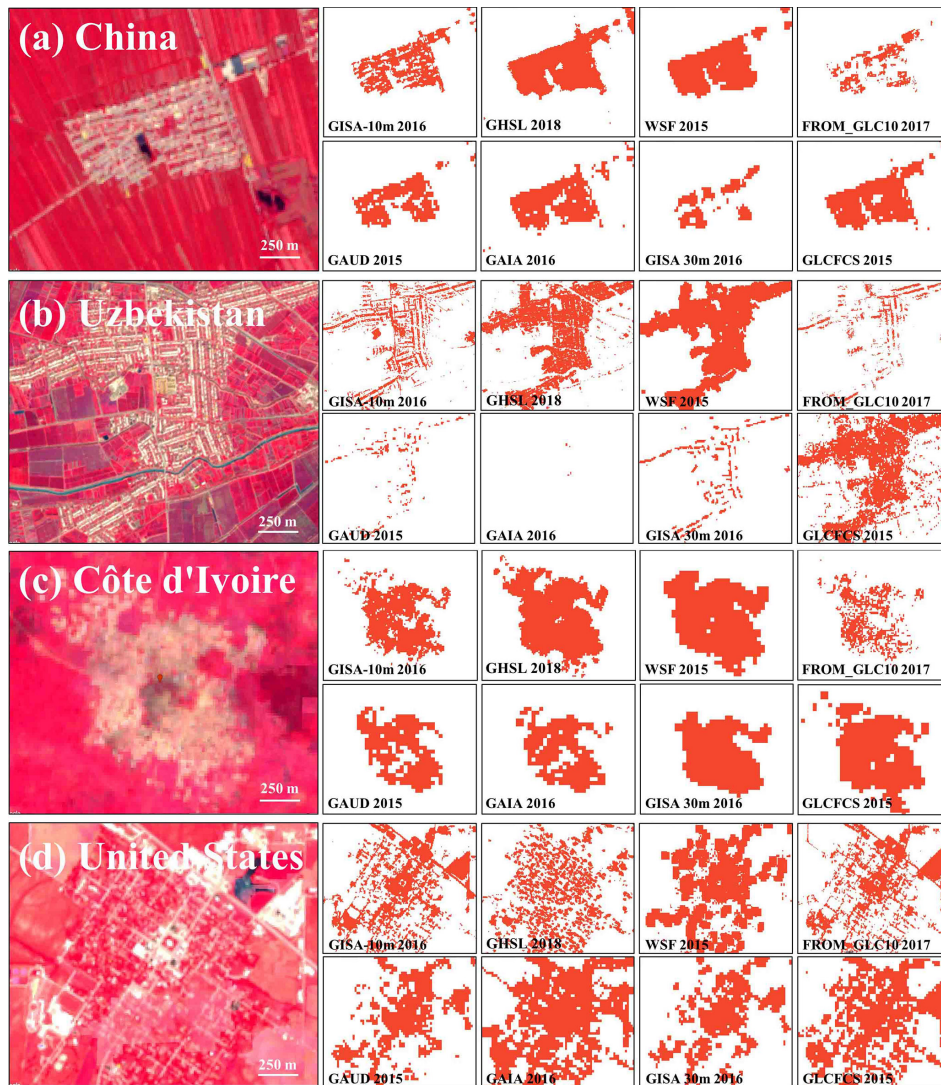 (a) China
250 m
GISA-10m 2016
GHSL 2018
WSF 2015
FROM_GLC10 2017
GAUD 2015
GAIA 2016
GISA 30m 2016
GLCFCS 2015
(b) Uzbekistan
250 m
GISA-10m 2016
GHSL 2018
WSF 2015
FROM_GLC10 2017
GAUD 2015
GAIA 2016
GISA 30m 2016
GLCFCS 2015
(c) Côte d'Ivoire
250 m
GISA-10m 2016
GHSL 2018
WSF 2015
FROM_GLC10 2017
GAUD 2015
GAIA 2016
GISA 30m 2016
GLCFCS 2015
(d) United States
250 m
GISA-10m 2016
GHSL 2018
WSF 2015
FROM_GLC10 2017
GAUD 2015
GAIA 2016
GISA 30m 2016
GLCFCS 2015